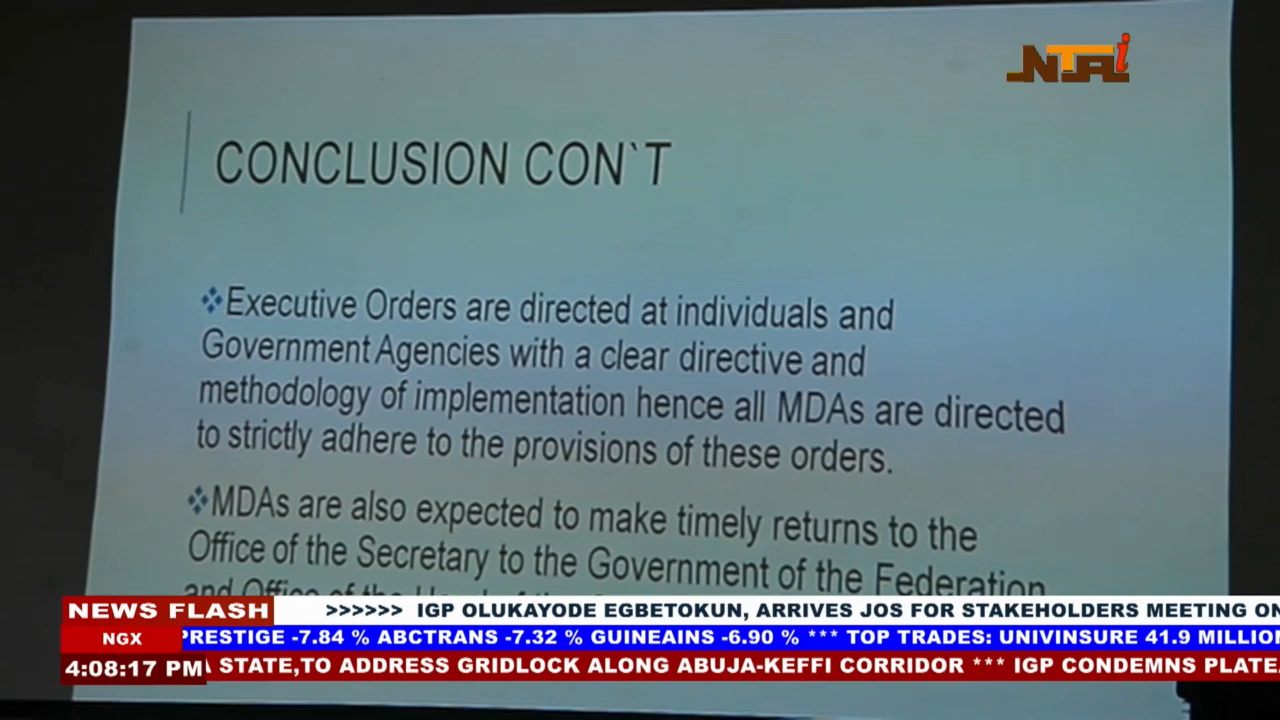 NTAi
CONCLUSION CON`T
❖Executive Orders are directed at individuals and
Government Agencies with a clear directive and
methodology of implementation hence all MDAs are directed
to strictly adhere to the provisions of these orders.
❖MDAs are also expected to make timely returns to the
Office of the Secretary to the Government of the Federation
and Office of the
NEWS FLASH >>>>>> IGP OLUKAYODE EGBETOKUN, ARRIVES JOS FOR STAKEHOLDERS MEETING ON
NGX PRESTIGE -7.84 % ABCTRANS -7.32 % GUINEAINS -6.90 % *** TOP TRADES: UNIVINSURE 41.9 MILLION
4:08:17 PM A STATE,TO ADDRESS GRIDLOCK ALONG ABUJA-KEFFI CORRIDOR *** IGP CONDEMNS PLATEA